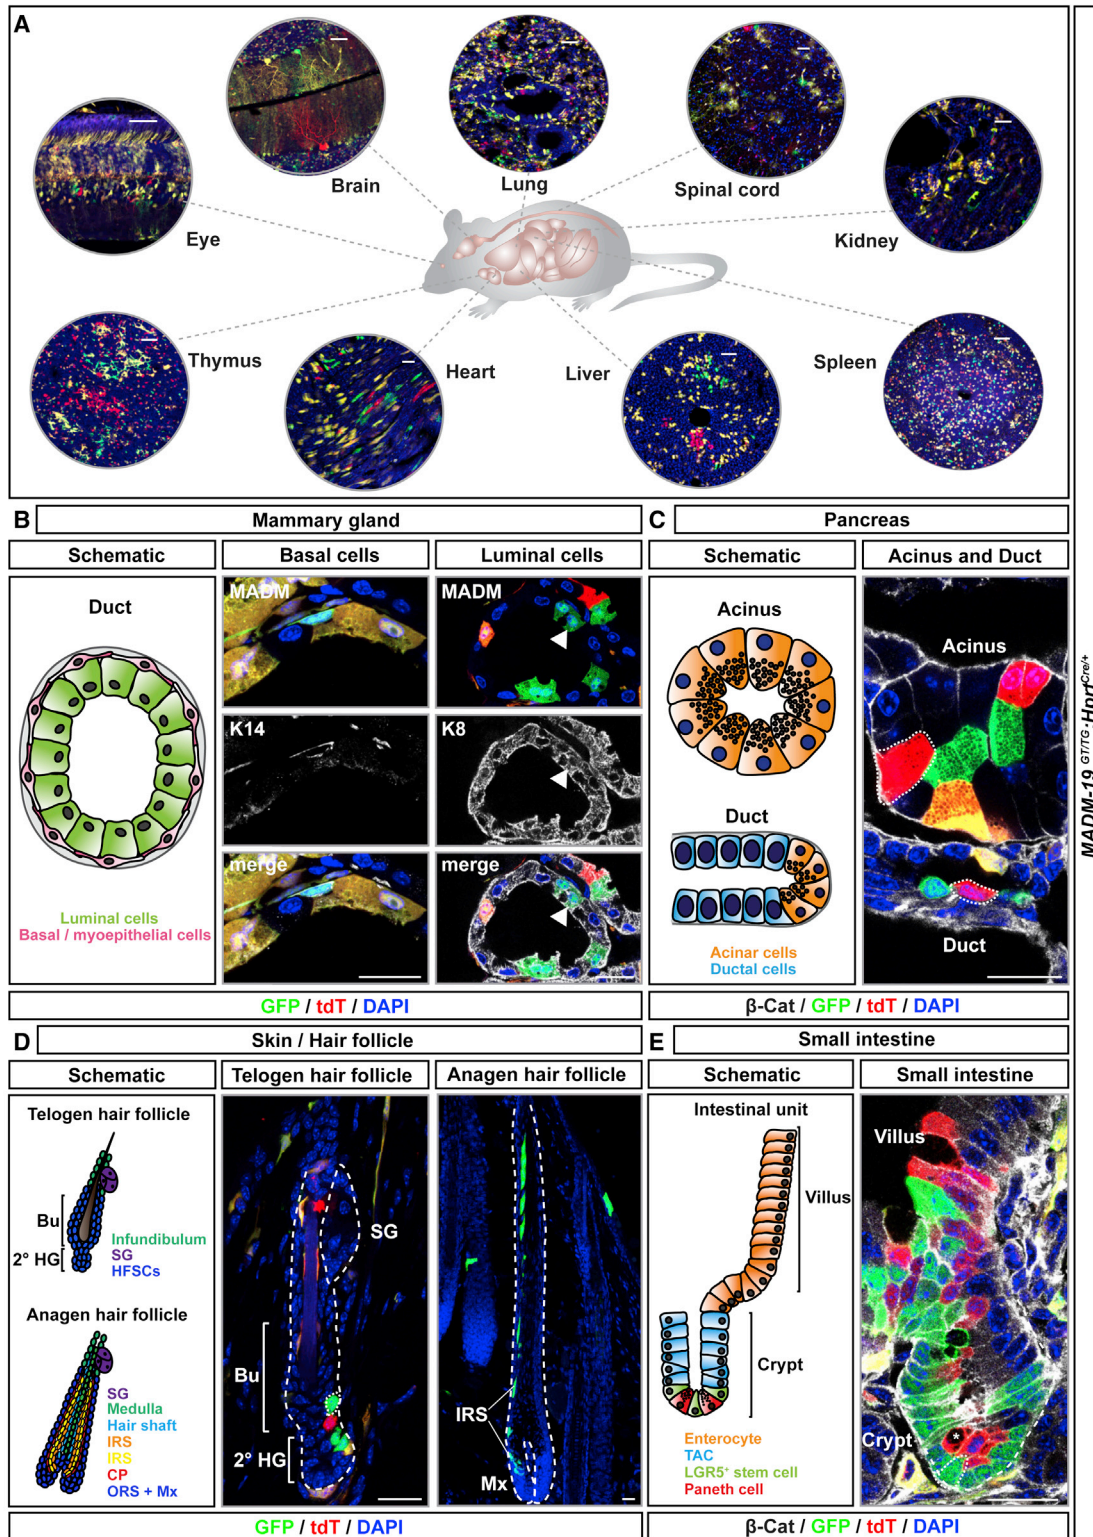 A
Brain
Lung
Spinal cord
Eye
Kidney
Thymus
Heart
Liver
Spleen
B
Mammary gland
Schematic
Basal cells
Luminal cells
Duct
MADM
MADM
K14
K8
merge
merge
Luminal cells
Basal / myoepithelial cells
GFP / tdT / DAPI
C
Pancreas
Schematic
Acinus and Duct
Acinus
Duct
Acinar cells
Ductal cells
Acinus
Duct
β-Cat / GFP / tdT / DAPI
MADM-19 GT/TG;Hprt Cre/+
D
Skin / Hair follicle
Schematic
Telogen hair follicle
Anagen hair follicle
Telogen hair follicle
Bu
2° HG
Infundibulum
SG
HFSCs
Anagen hair follicle
SG
Medulla
Hair shaft
IRS
IRS
CP
ORS + Mx
SG
Bu
2° HG
IRS
Mx
GFP / tdT / DAPI
E
Small intestine
Schematic
Small intestine
Intestinal unit
Villus
Crypt
Enterocyte
TAC
LGR5⁺ stem cell
Paneth cell
Villus
Crypt
*
β-Cat / GFP / tdT / DAPI